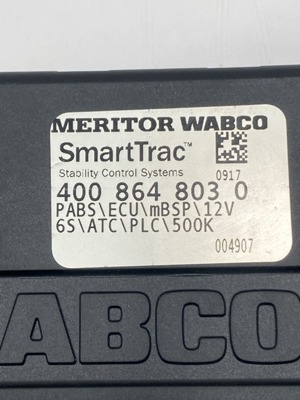 MERITOR WABCO
SmartTrac™
Stability Control Systems
0917
400 864 803 0
PABS\ECU\mBSP\12V
6S\ATC\PLC\500K
004907
ABCO